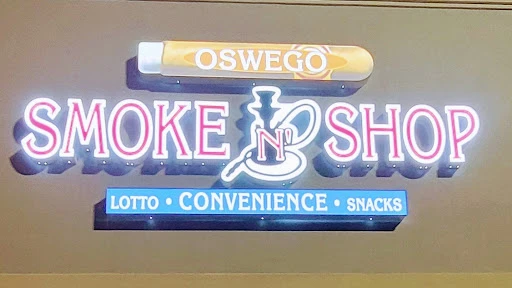 OSWEGO
SMOKE N' SHOP
LOTTO • CONVENIENCE • SNACKS